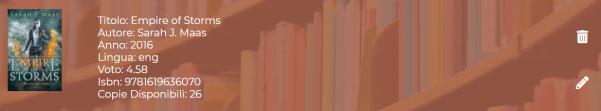 SARAH J. MAAS
EMPIRE
OF
STORMS
Titolo: Empire of Storms
Autore: Sarah J. Maas
Anno: 2016
Lingua: eng
Voto: 4.58
Isbn: 9781619636070
Copie Disponibili: 26